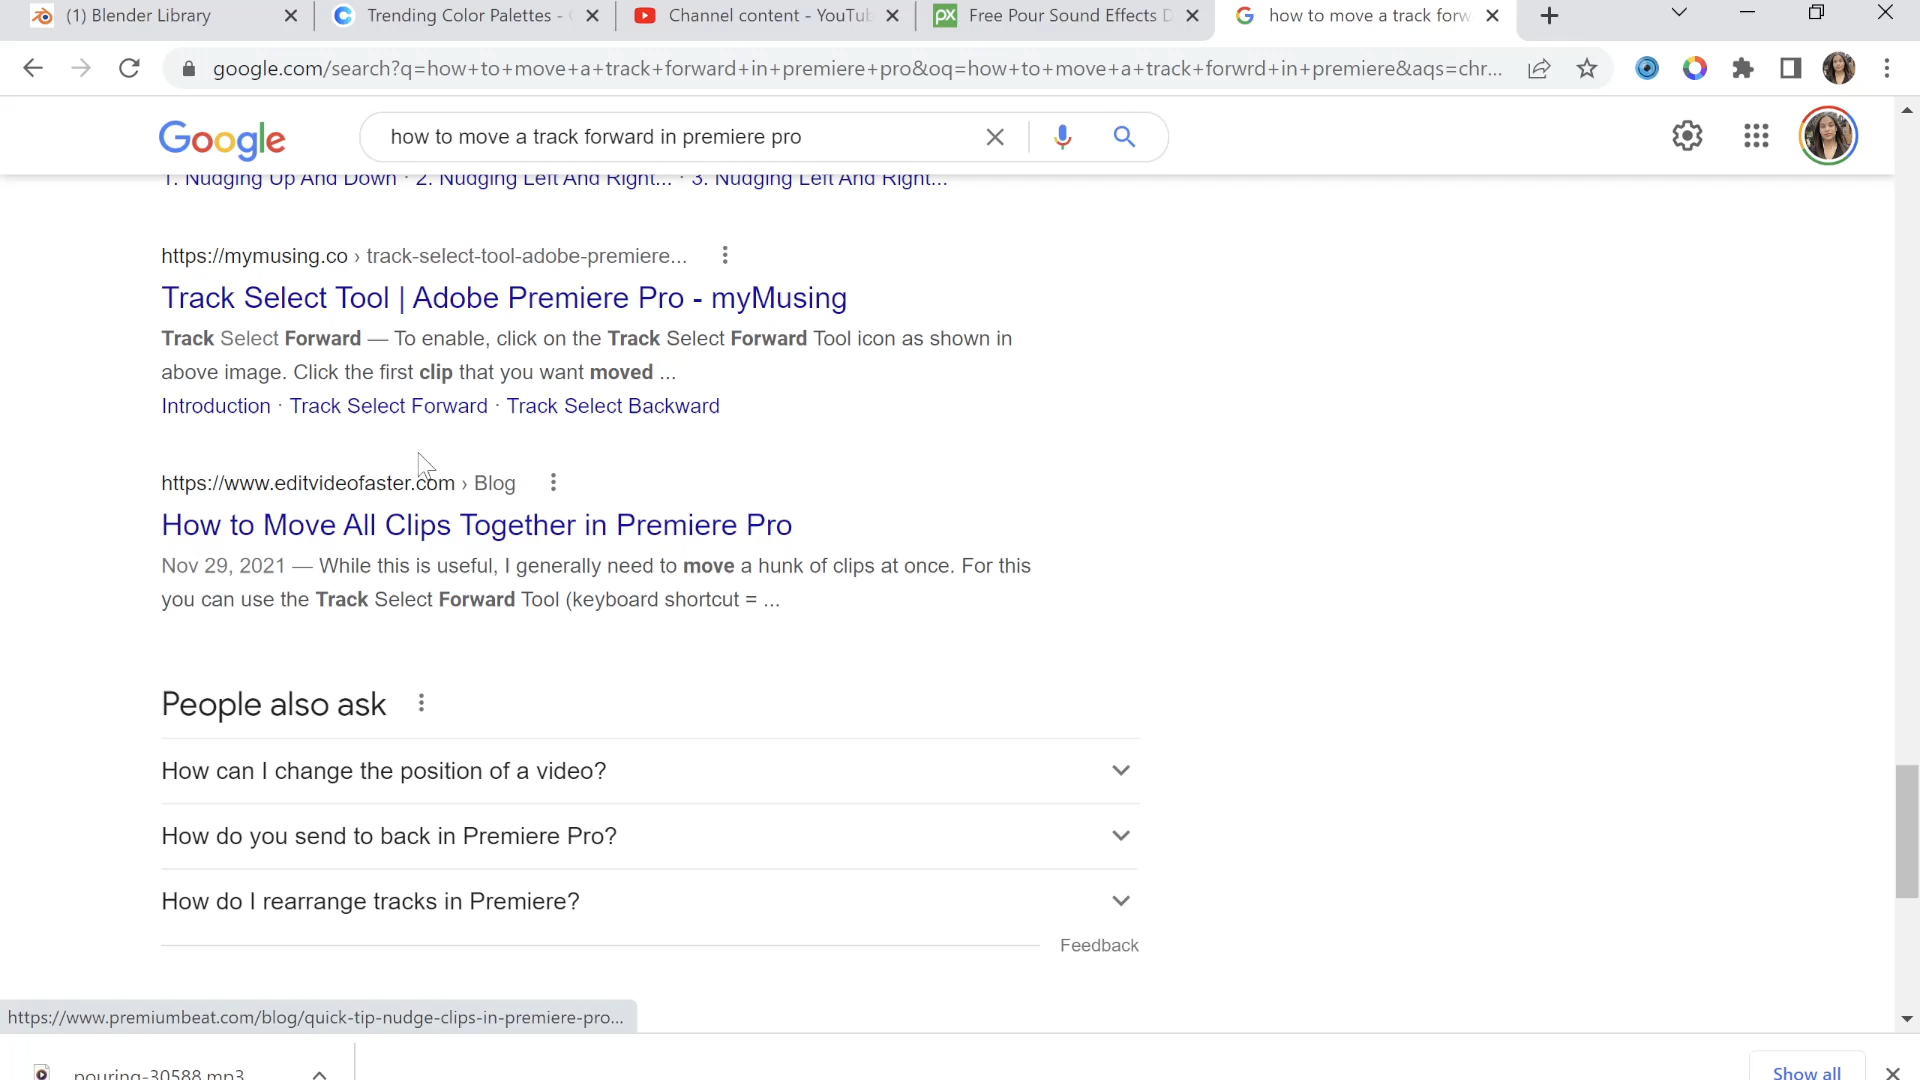 (1) Blender Library
Trending Color Palettes -
Channel content - YouTub
Free Pour Sound Effects D
how to move a track forw
google.com/search?q=how+to+move+a+track+forward+in+premiere+pro&oq=how+to+move+a+track+forwrd+in+premiere&aqs=chr...
Google
how to move a track forward in premiere pro
1. Nudging Up And Down · 2. Nudging Left And Right... · 3. Nudging Left And Right...
https://mymusing.co › track-select-tool-adobe-premiere...
Track Select Tool | Adobe Premiere Pro - myMusing
Track Select Forward — To enable, click on the Track Select Forward Tool icon as shown in
above image. Click the first clip that you want moved ...
Introduction · Track Select Forward · Track Select Backward
https://www.editvideofaster.com › Blog
How to Move All Clips Together in Premiere Pro
Nov 29, 2021 — While this is useful, I generally need to move a hunk of clips at once. For this
you can use the Track Select Forward Tool (keyboard shortcut = ...
People also ask
How can I change the position of a video?
How do you send to back in Premiere Pro?
How do I rearrange tracks in Premiere?
Feedback
https://www.premiumbeat.com/blog/quick-tip-nudge-clips-in-premiere-pro...
pouring-30588.mp3
Show all